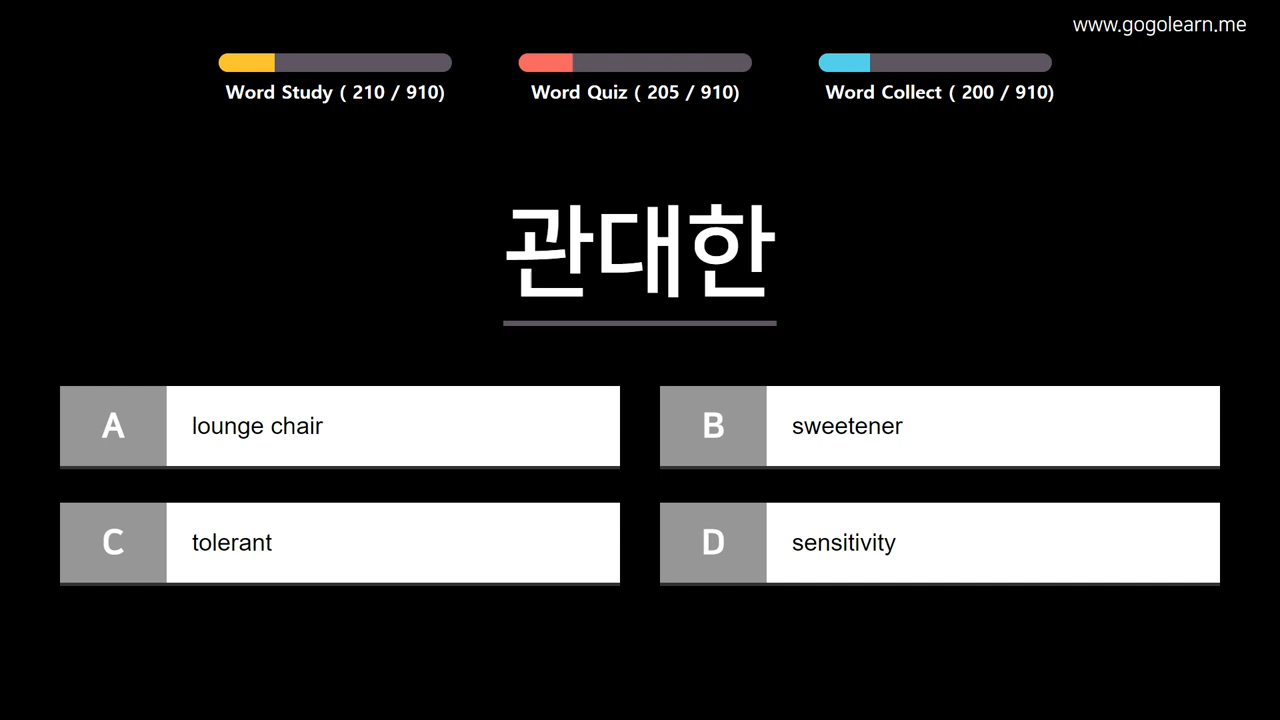 www.gogolearn.me
Word Study ( 210 / 910)
Word Quiz ( 205 / 910)
Word Collect ( 200 / 910)
관대한
A lounge chair
B sweetener
C tolerant
D sensitivity